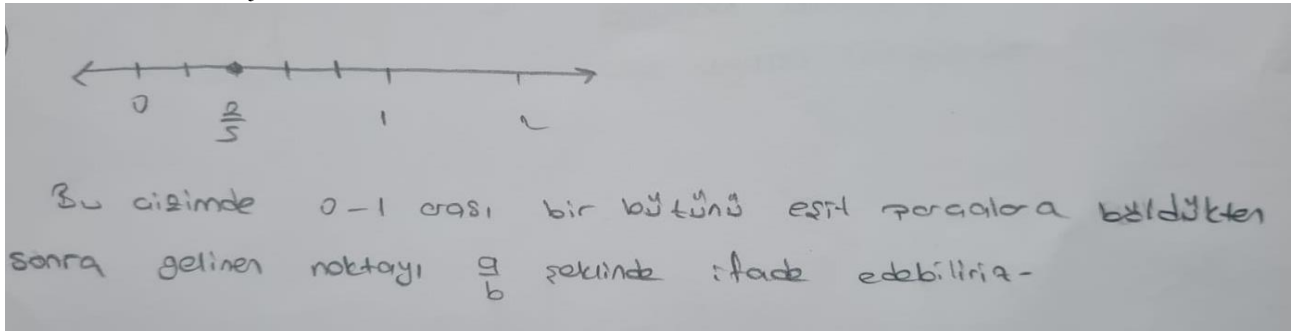 0 2/5 1 2
Bu çizimde 0-1 arası bir bütünü eşit parçalara böldükten
sonra gelinen noktayı a/b şeklinde ifade edebiliriz.